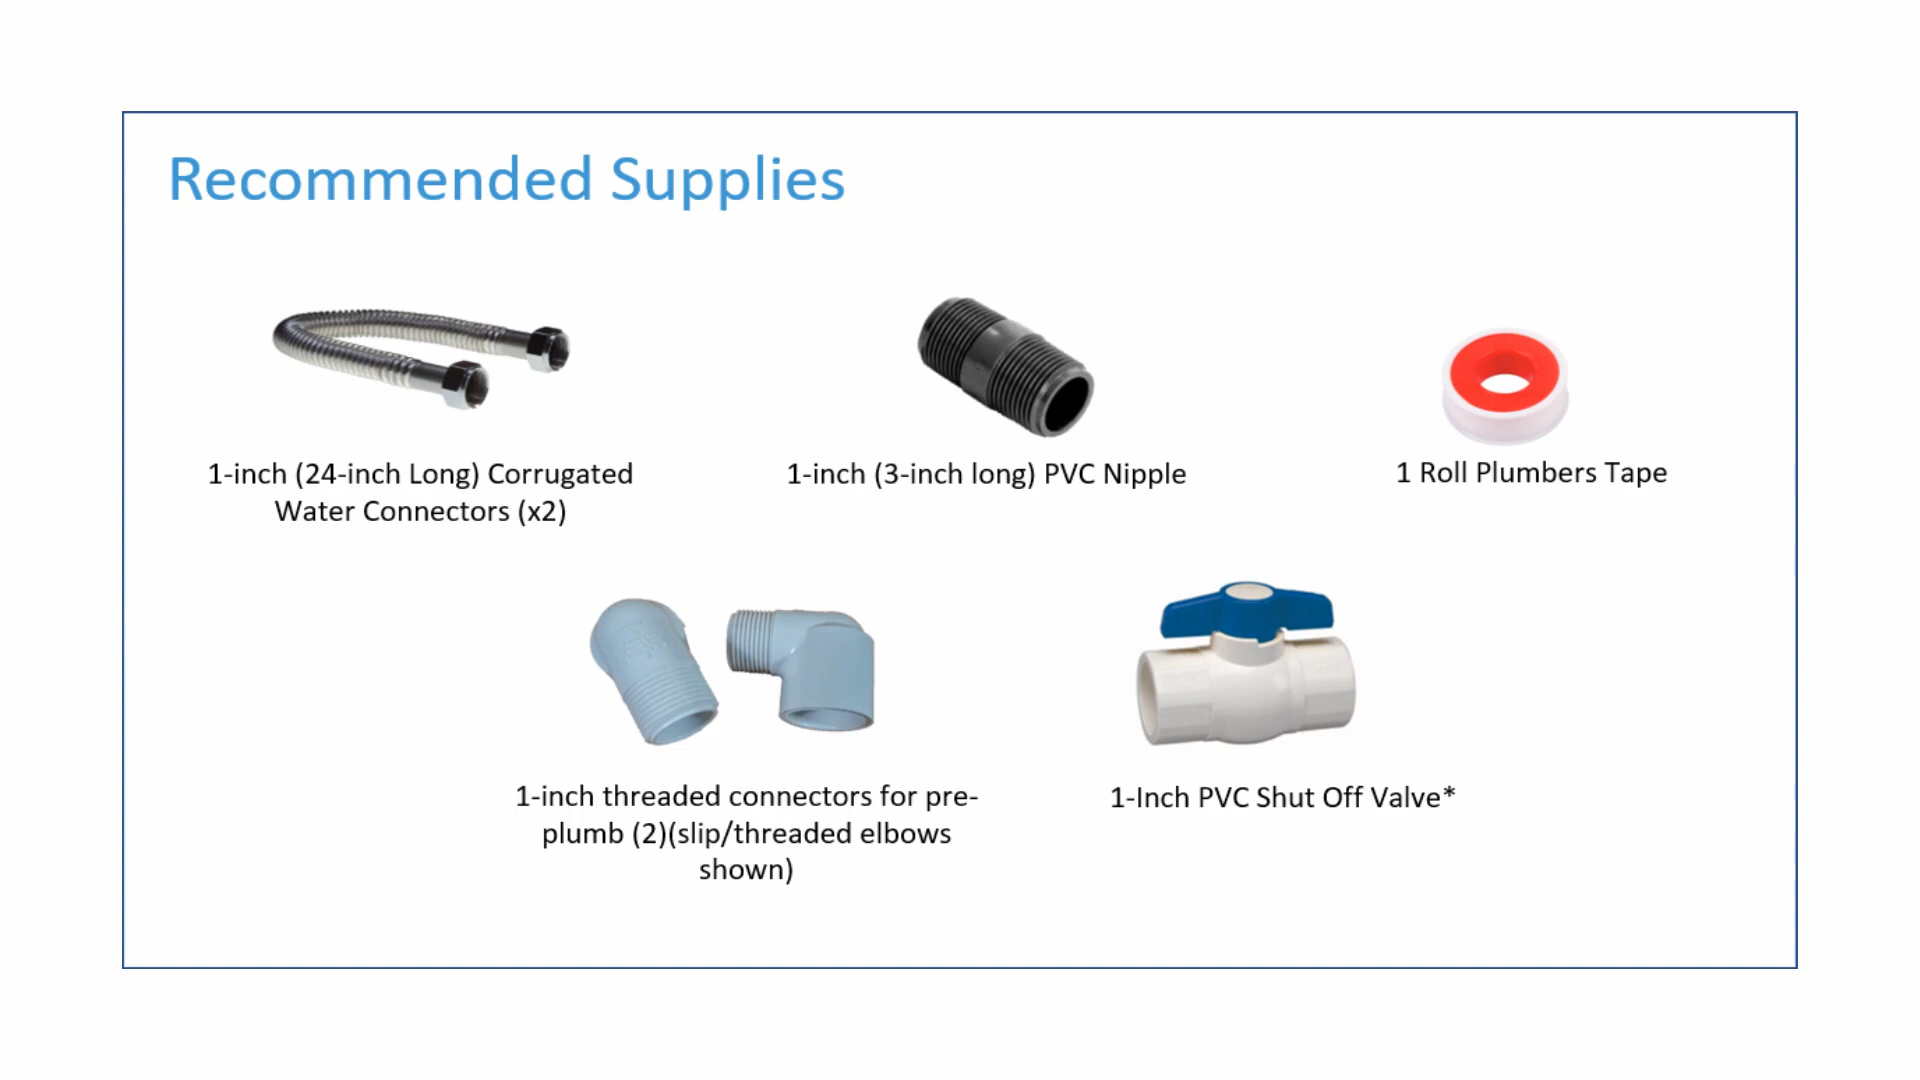 Recommended Supplies
1-inch (24-inch Long) Corrugated
Water Connectors (x2)
1-inch (3-inch long) PVC Nipple
1 Roll Plumbers Tape
1-inch threaded connectors for pre-
plumb (2)(slip/threaded elbows
shown)
1-Inch PVC Shut Off Valve*